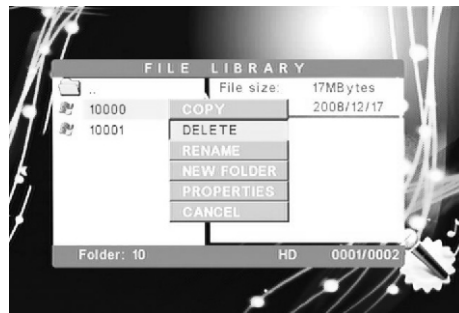 FILE LIBRARY
.. File size: 17MBytes
10000 COPY 2008/12/17
10001 DELETE
RENAME
NEW FOLDER
PROPERTIES
CANCEL
Folder: 10 HD 0001/0002